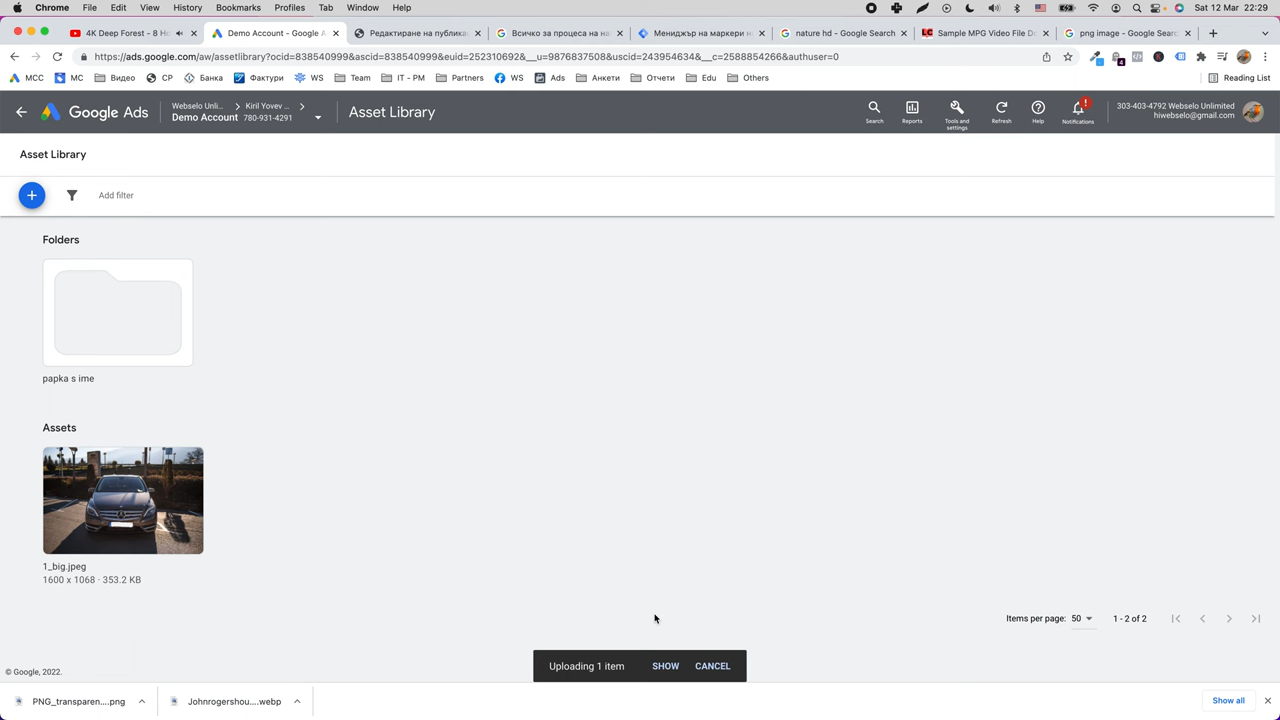 Chrome File Edit View History Bookmarks Profiles Tab Window Help Sat 12 Mar 22:29
4K Deep Forest - 8 Ho Demo Account - Google A Редактиране на публика Всичко за процеса на на Мениджър на маркери н nature hd - Google Search Sample MPG Video File Do png image - Google Searc
https://ads.google.com/aw/assetlibrary?ocid=838540999&ascid=838540999&euid=252310692&__u=9876837508&uscid=243954634&__c=2588854266&authuser=0
MCC MC Видео CP Банка Фактури WS Team IT - PM Partners WS Ads Анкети Отчети Edu Others Reading List
Google Ads
Webselo Unli... Kiril Yovev ...
Demo Account 780-931-4291
Asset Library
Search Reports Tools and settings Refresh Help Notifications
303-403-4792 Webselo Unlimited
hiwebselo@gmail.com
Asset Library
Add filter
Folders
papka s ime
Assets
1_big.jpeg
1600 x 1068 · 353.2 KB
Items per page: 50 1 - 2 of 2
Uploading 1 item SHOW CANCEL
© Google, 2022.
PNG_transparen....png Johnrogershou....webp Show all